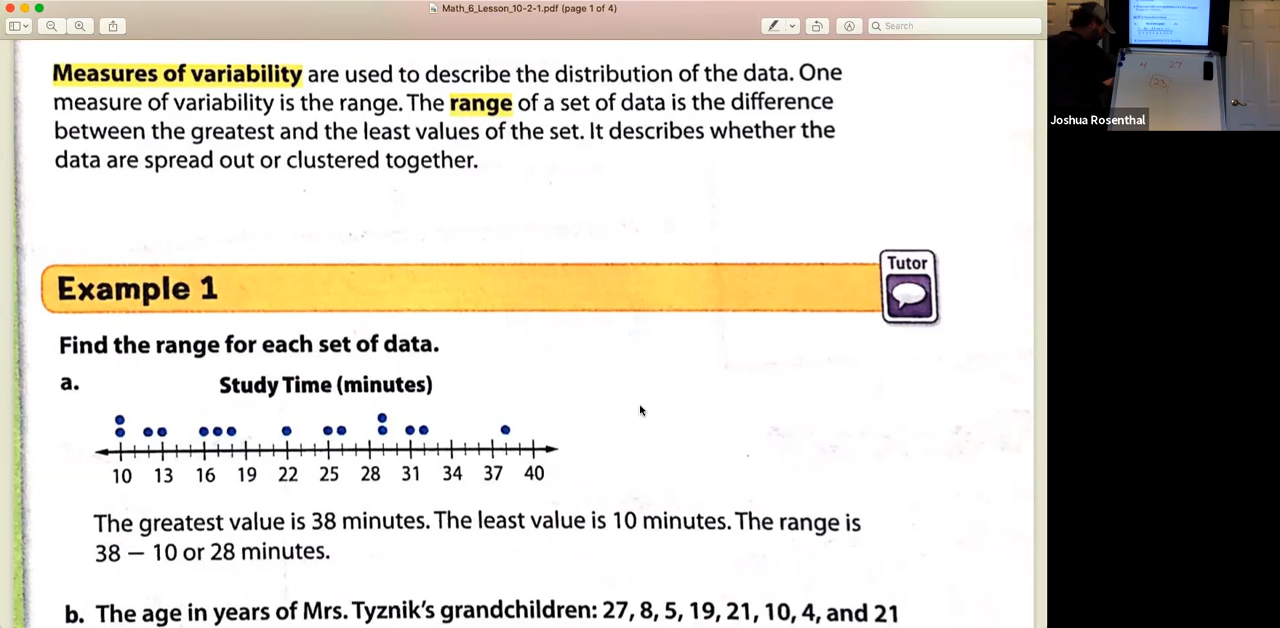 Math_6_Lesson_10-2-1.pdf (page 1 of 4)
Search
Measures of variability are used to describe the distribution of the data. One
measure of variability is the range. The range of a set of data is the difference
between the greatest and the least values of the set. It describes whether the
data are spread out or clustered together.
Example 1
Tutor
Find the range for each set of data.
a. Study Time (minutes)
10 13 16 19 22 25 28 31 34 37 40
The greatest value is 38 minutes. The least value is 10 minutes. The range is
38 – 10 or 28 minutes.
b. The age in years of Mrs. Tyznik's grandchildren: 27, 8, 5, 19, 21, 10, 4, and 21
4 27
23
Joshua Rosenthal